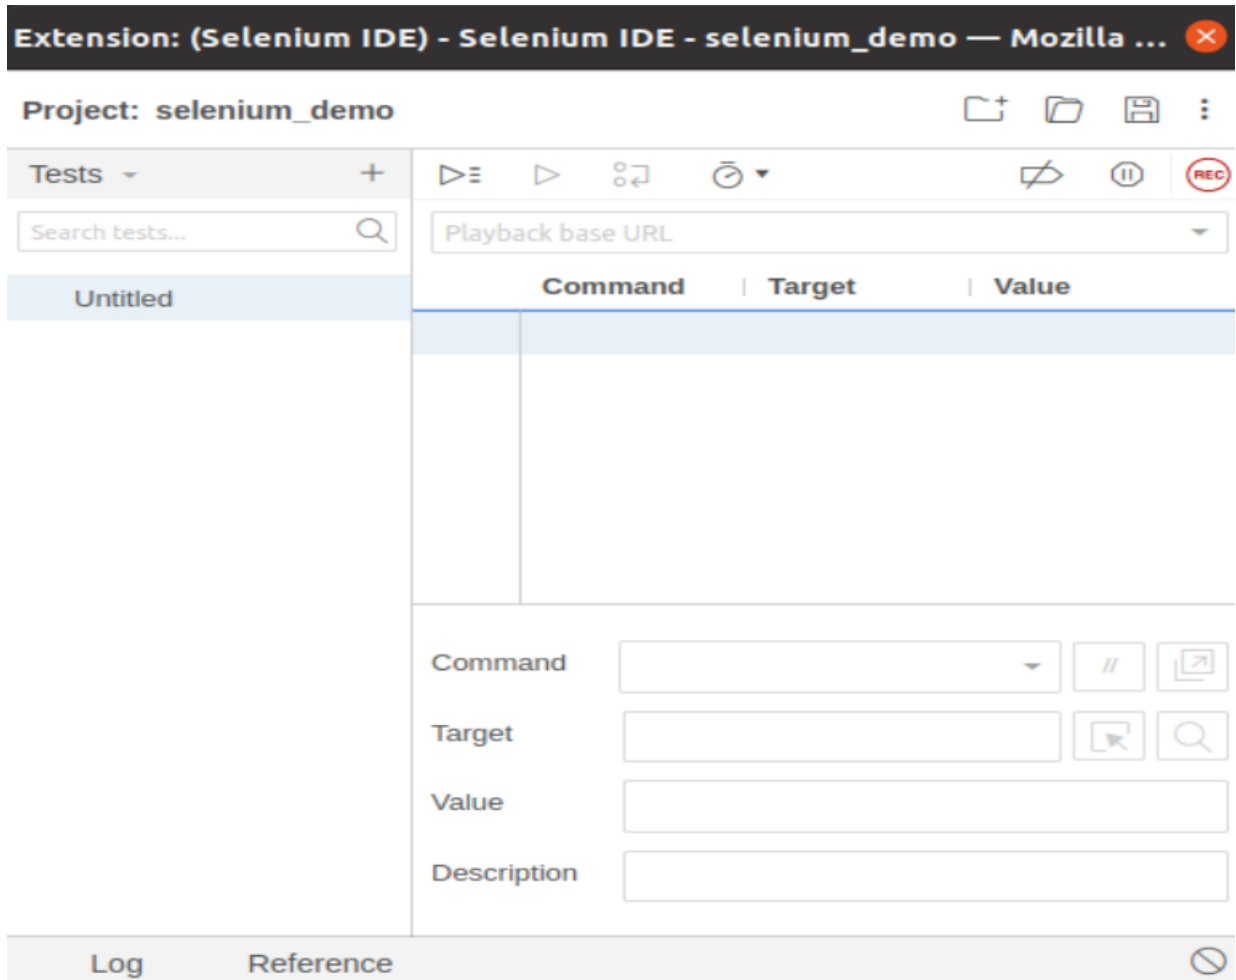 Extension: (Selenium IDE) - Selenium IDE - selenium_demo — Mozilla ...
Project: selenium_demo
Tests
REC
Search tests...
Playback base URL
Untitled
Command Target Value
Command
//
Target
Value
Description
Log Reference